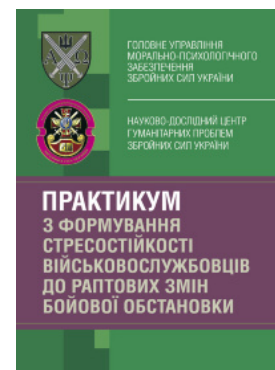 ГОЛОВНЕ УПРАВЛІННЯ
МОРАЛЬНО-ПСИХОЛОГІЧНОГО
ЗАБЕЗПЕЧЕННЯ
ЗБРОЙНИХ СИЛ УКРАЇНИ
НАУКОВО-ДОСЛІДНИЙ ЦЕНТР
ГУМАНІТАРНИХ ПРОБЛЕМ
ЗБРОЙНИХ СИЛ УКРАЇНИ
ПРАКТИКУМ
З ФОРМУВАННЯ
СТРЕСОСТІЙКОСТІ
ВІЙСЬКОВОСЛУЖБОВЦІВ
ДО РАПТОВИХ ЗМІН
БОЙОВОЇ ОБСТАНОВКИ